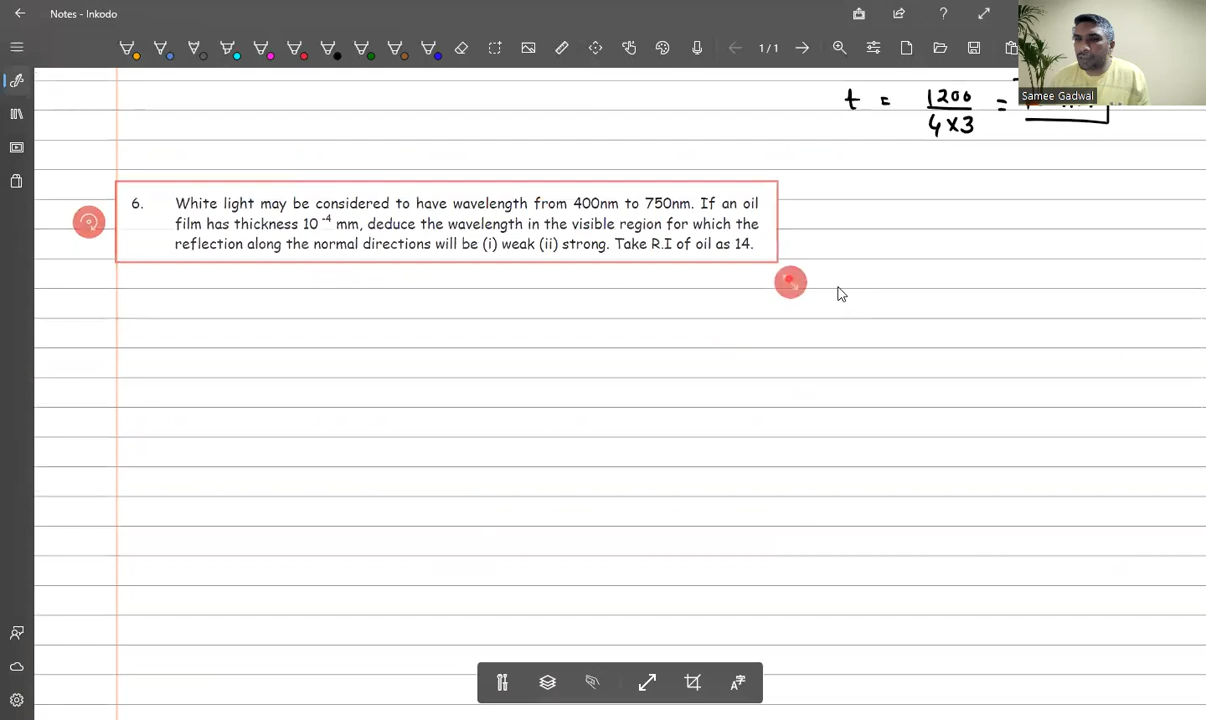 Notes - Inkodo
1 / 1
t = 1200 / 4 x 3 =
Samee Gadwal
6. White light may be considered to have wavelength from 400nm to 750nm. If an oil
film has thickness 10⁻⁴ mm, deduce the wavelength in the visible region for which the
reflection along the normal directions will be (i) weak (ii) strong. Take R.I of oil as 14.